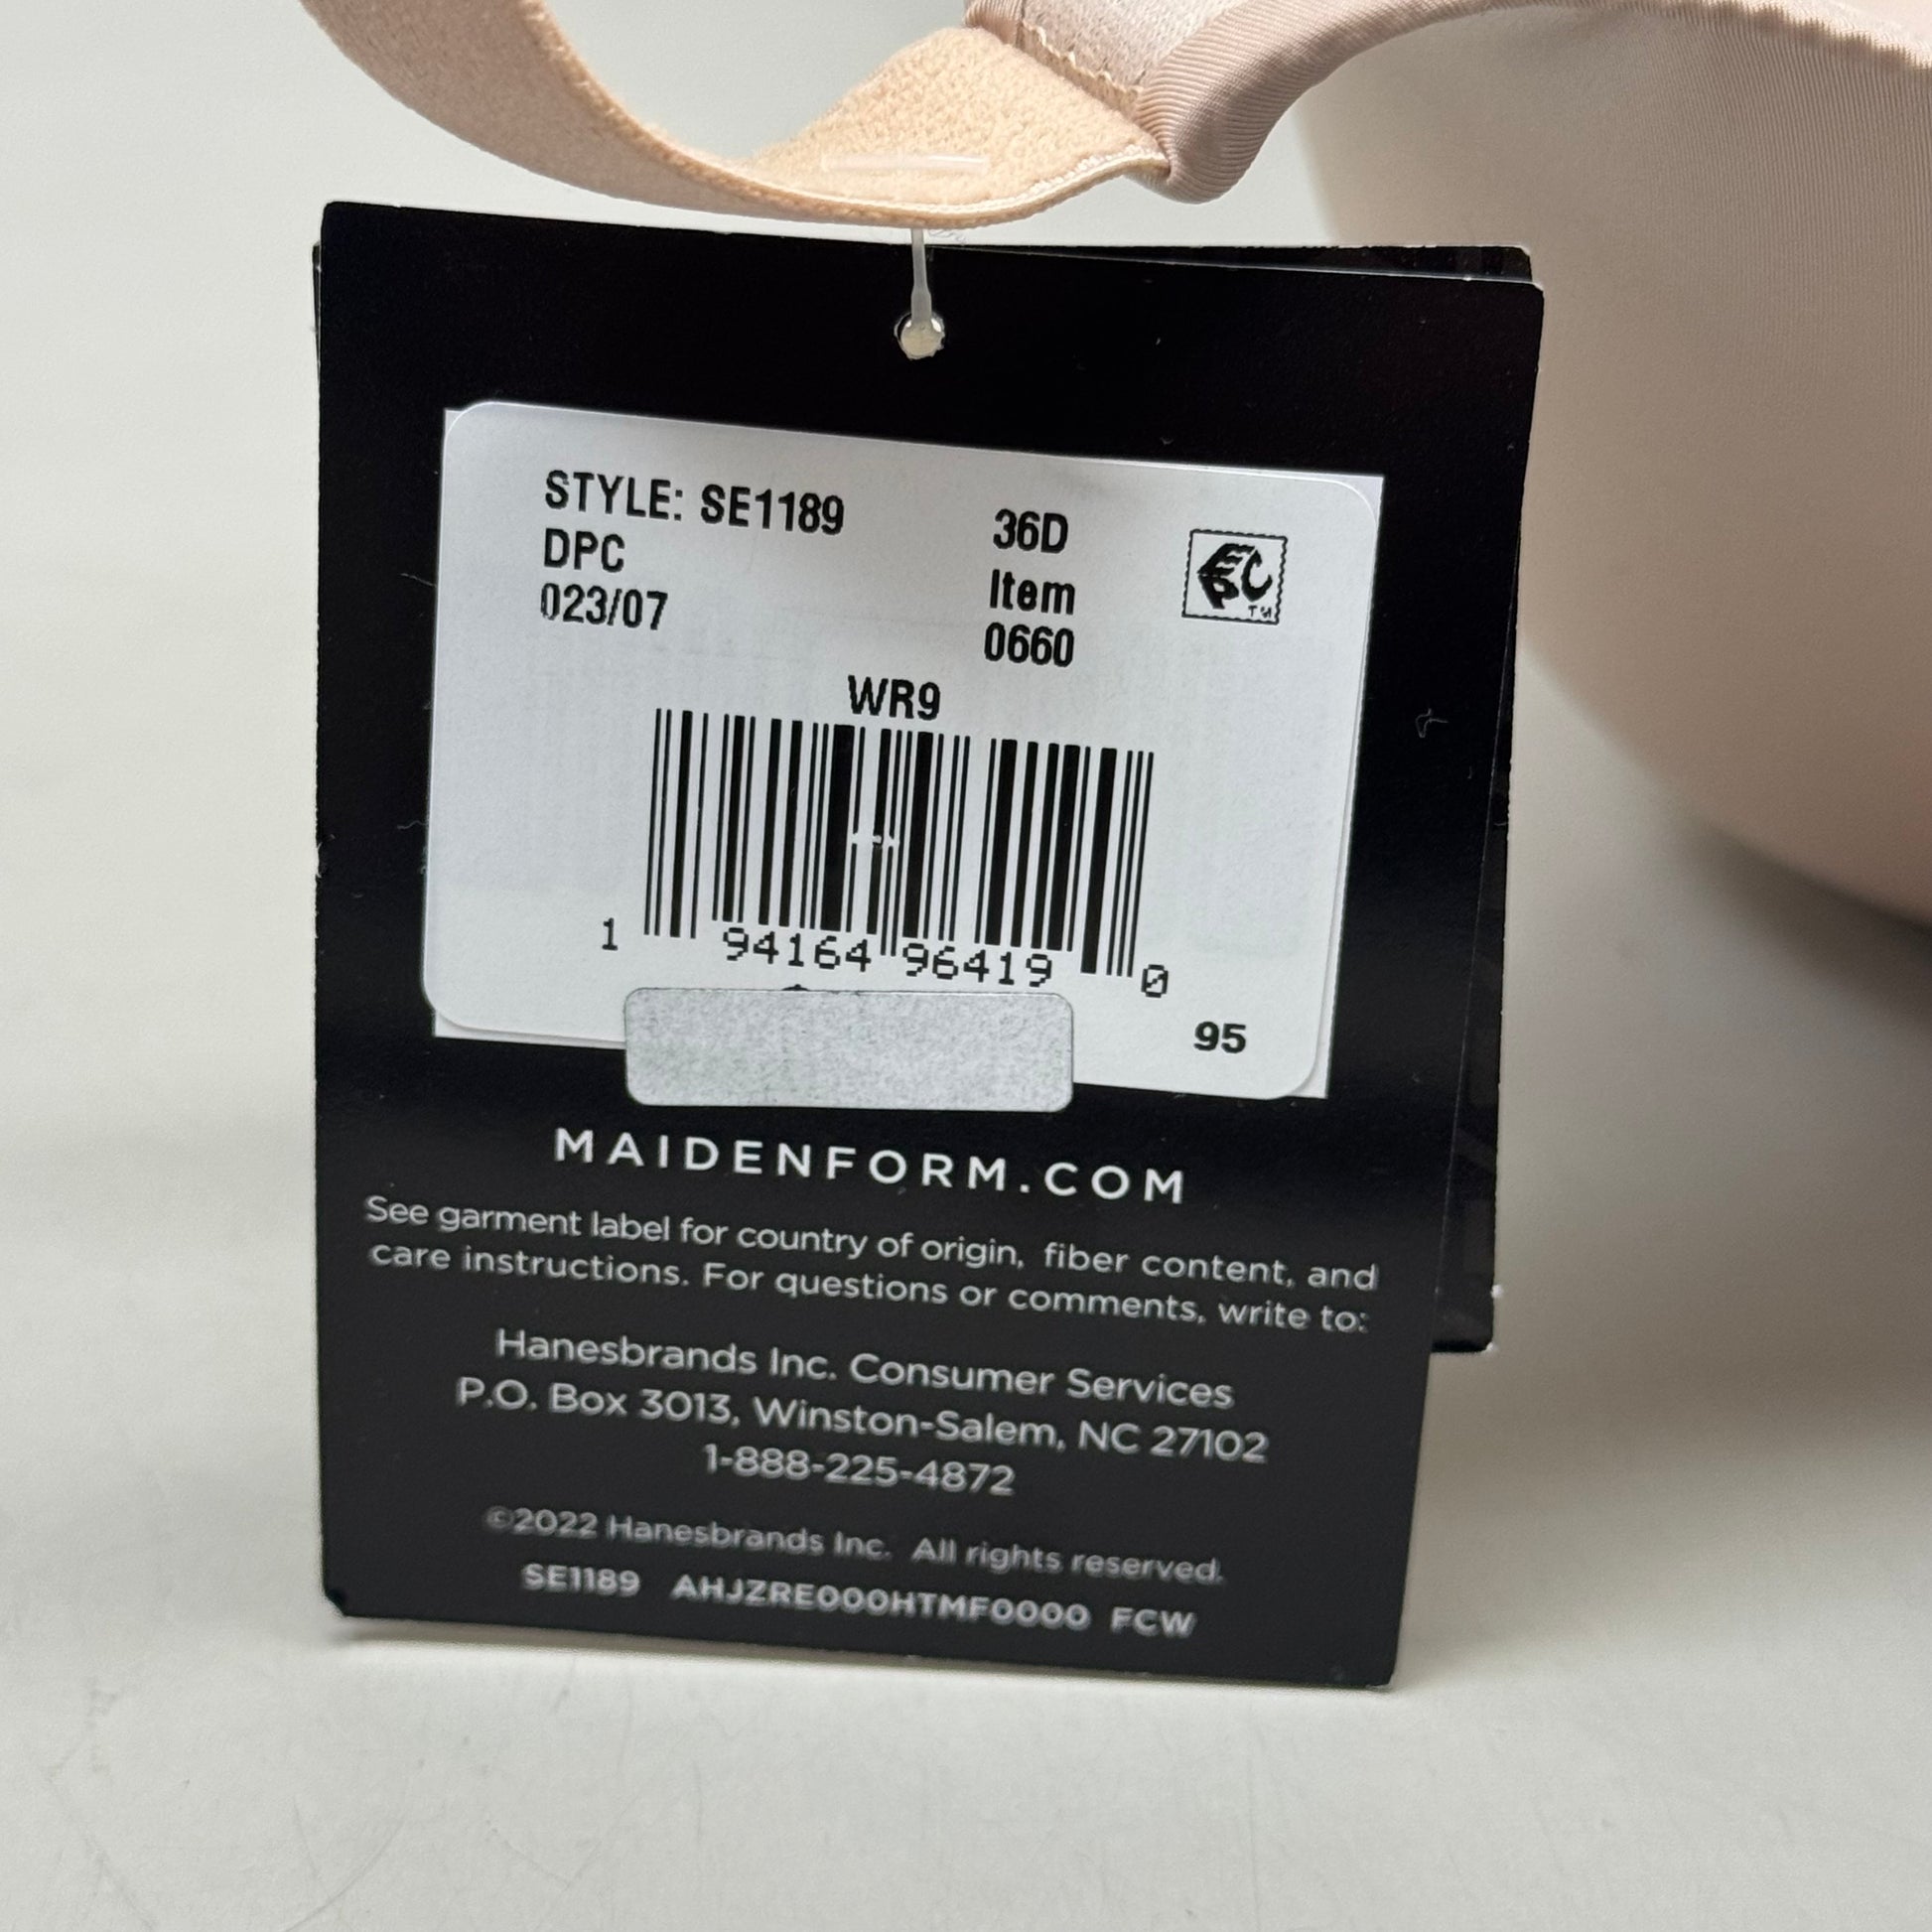 STYLE: SE1189 36D
DPC Item
023/07 0660
EPC TM
WR9
1 94164 96419 0
95
MAIDENFORM.COM
See garment label for country of origin, fiber content, and
care instructions. For questions or comments, write to:
Hanesbrands Inc. Consumer Services
P.O. Box 3013, Winston-Salem, NC 27102
1-888-225-4872
©2022 Hanesbrands Inc. All rights reserved.
SE1189 AHJZRE000HTMF0000 FCW